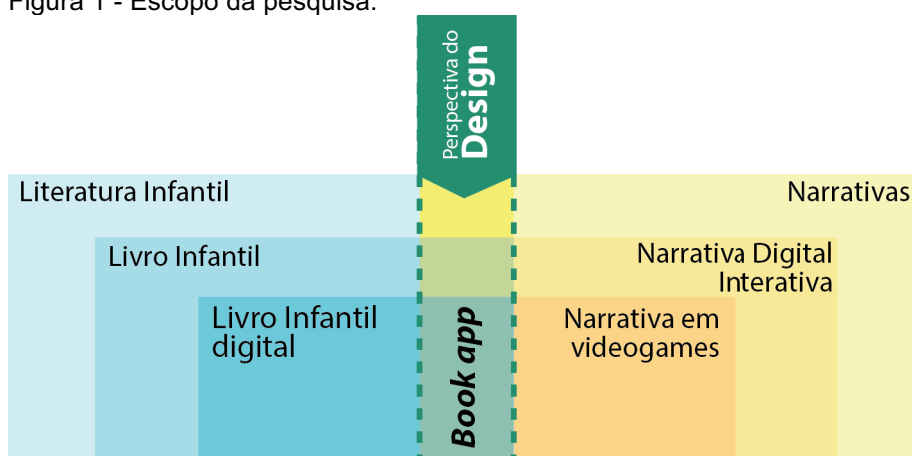 Figura 1 - Escopo da pesquisa.
Perspectiva do
Design
Literatura Infantil
Narrativas
Livro Infantil
Narrativa Digital
Interativa
Livro Infantil
digital
Book app
Narrativa em
videogames